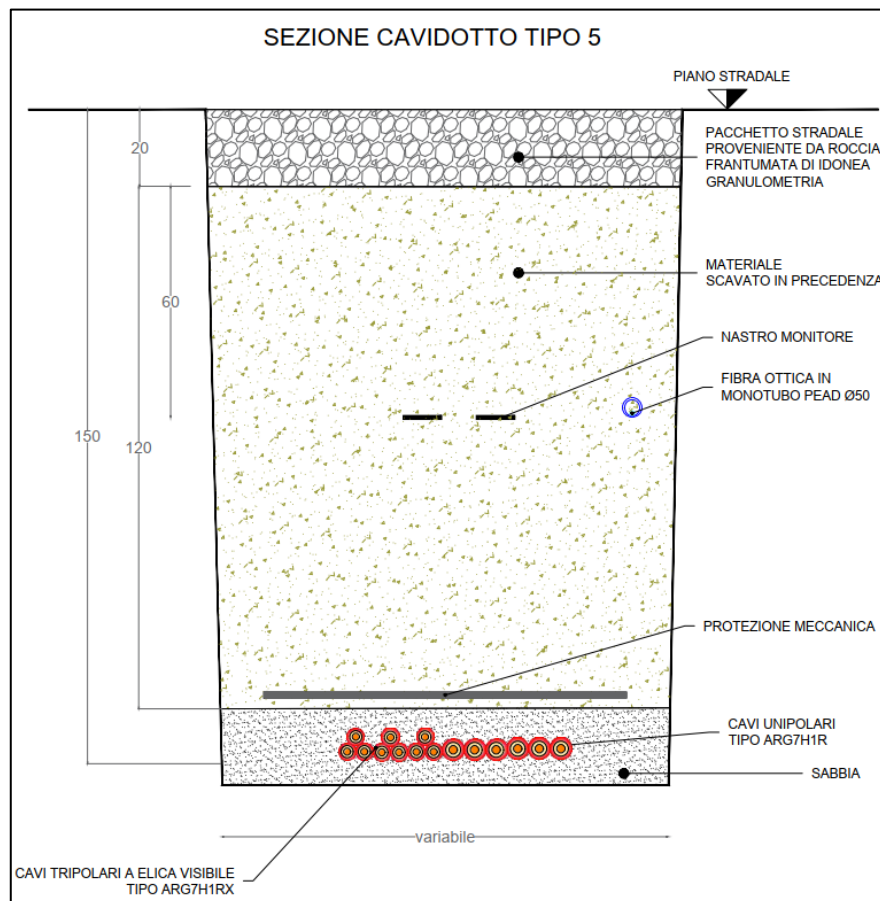 SEZIONE CAVIDOTTO TIPO 5
PIANO STRADALE
PACCHETTO STRADALE
PROVENIENTE DA ROCCIA
FRANTUMATA DI IDONEA
GRANULOMETRIA
20
MATERIALE
SCAVATO IN PRECEDENZA
60
NASTRO MONITORE
FIBRA OTTICA IN
MONOTUBO PEAD Ø50
150
120
PROTEZIONE MECCANICA
CAVI UNIPOLARI
TIPO ARG7H1R
SABBIA
variabile
CAVI TRIPOLARI A ELICA VISIBILE
TIPO ARG7H1RX